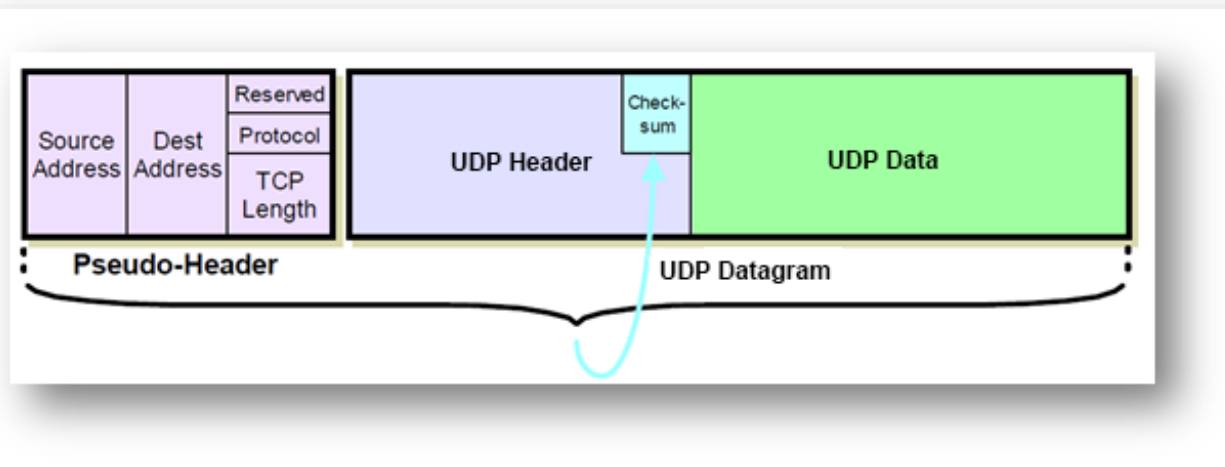 Source
Address
Dest
Address
Reserved
Protocol
TCP
Length
UDP Header
Check-
sum
UDP Data
Pseudo-Header
UDP Datagram